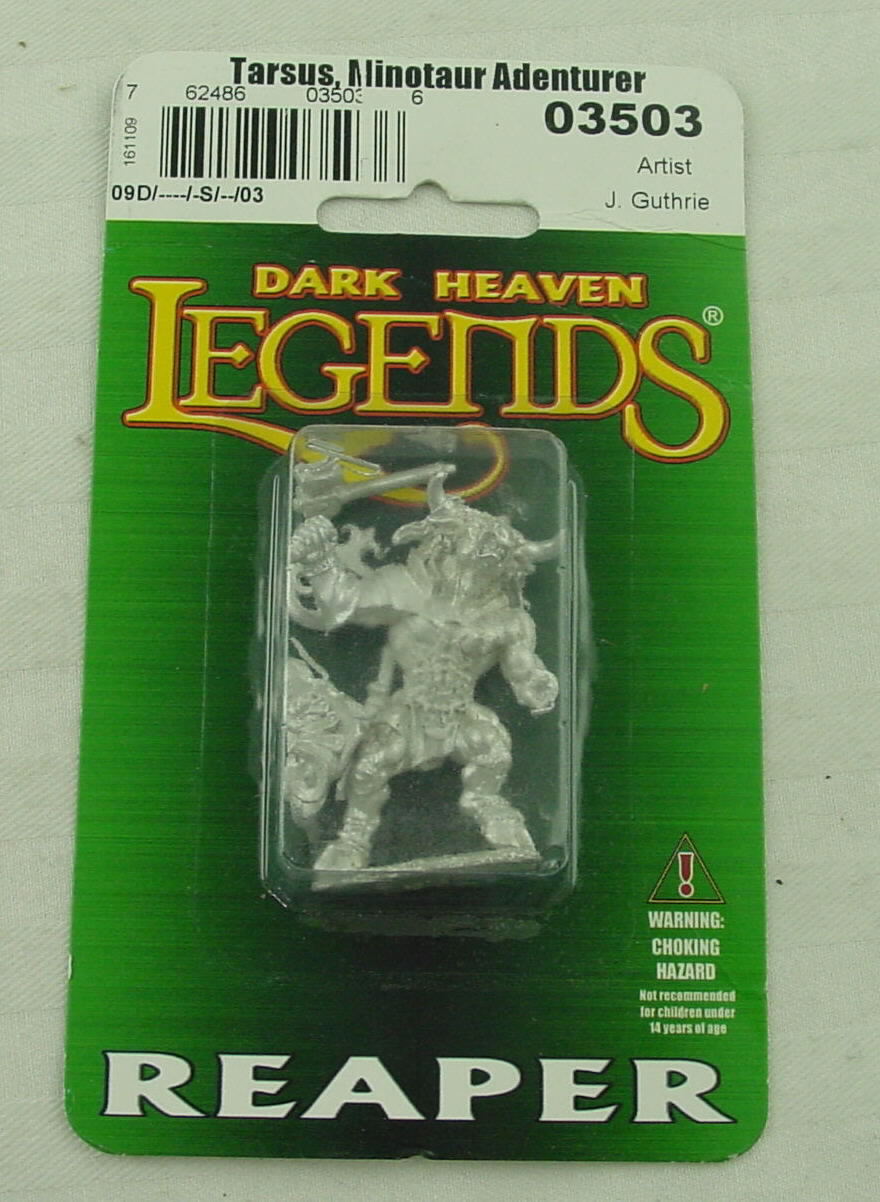 Tarsus, Minotaur Adenturer
7 62486 03503 6
03503
161109
Artist
09D/----/-S/--/03
J. Guthrie
DARK HEAVEN
LEGENDS®
WARNING:
CHOKING
HAZARD
Not recommended
for children under
14 years of age
REAPER